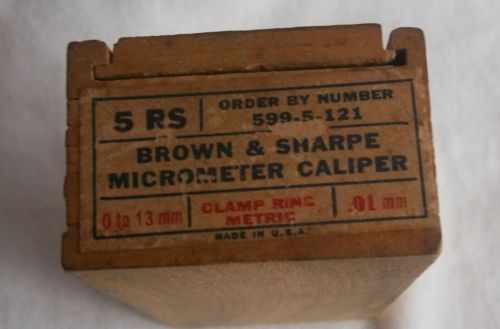 5 RS
ORDER BY NUMBER
599-5-121
BROWN & SHARPE
MICROMETER CALIPER
0 to 13 mm
CLAMP RING
METRIC
.01 mm
MADE IN U.S.A.